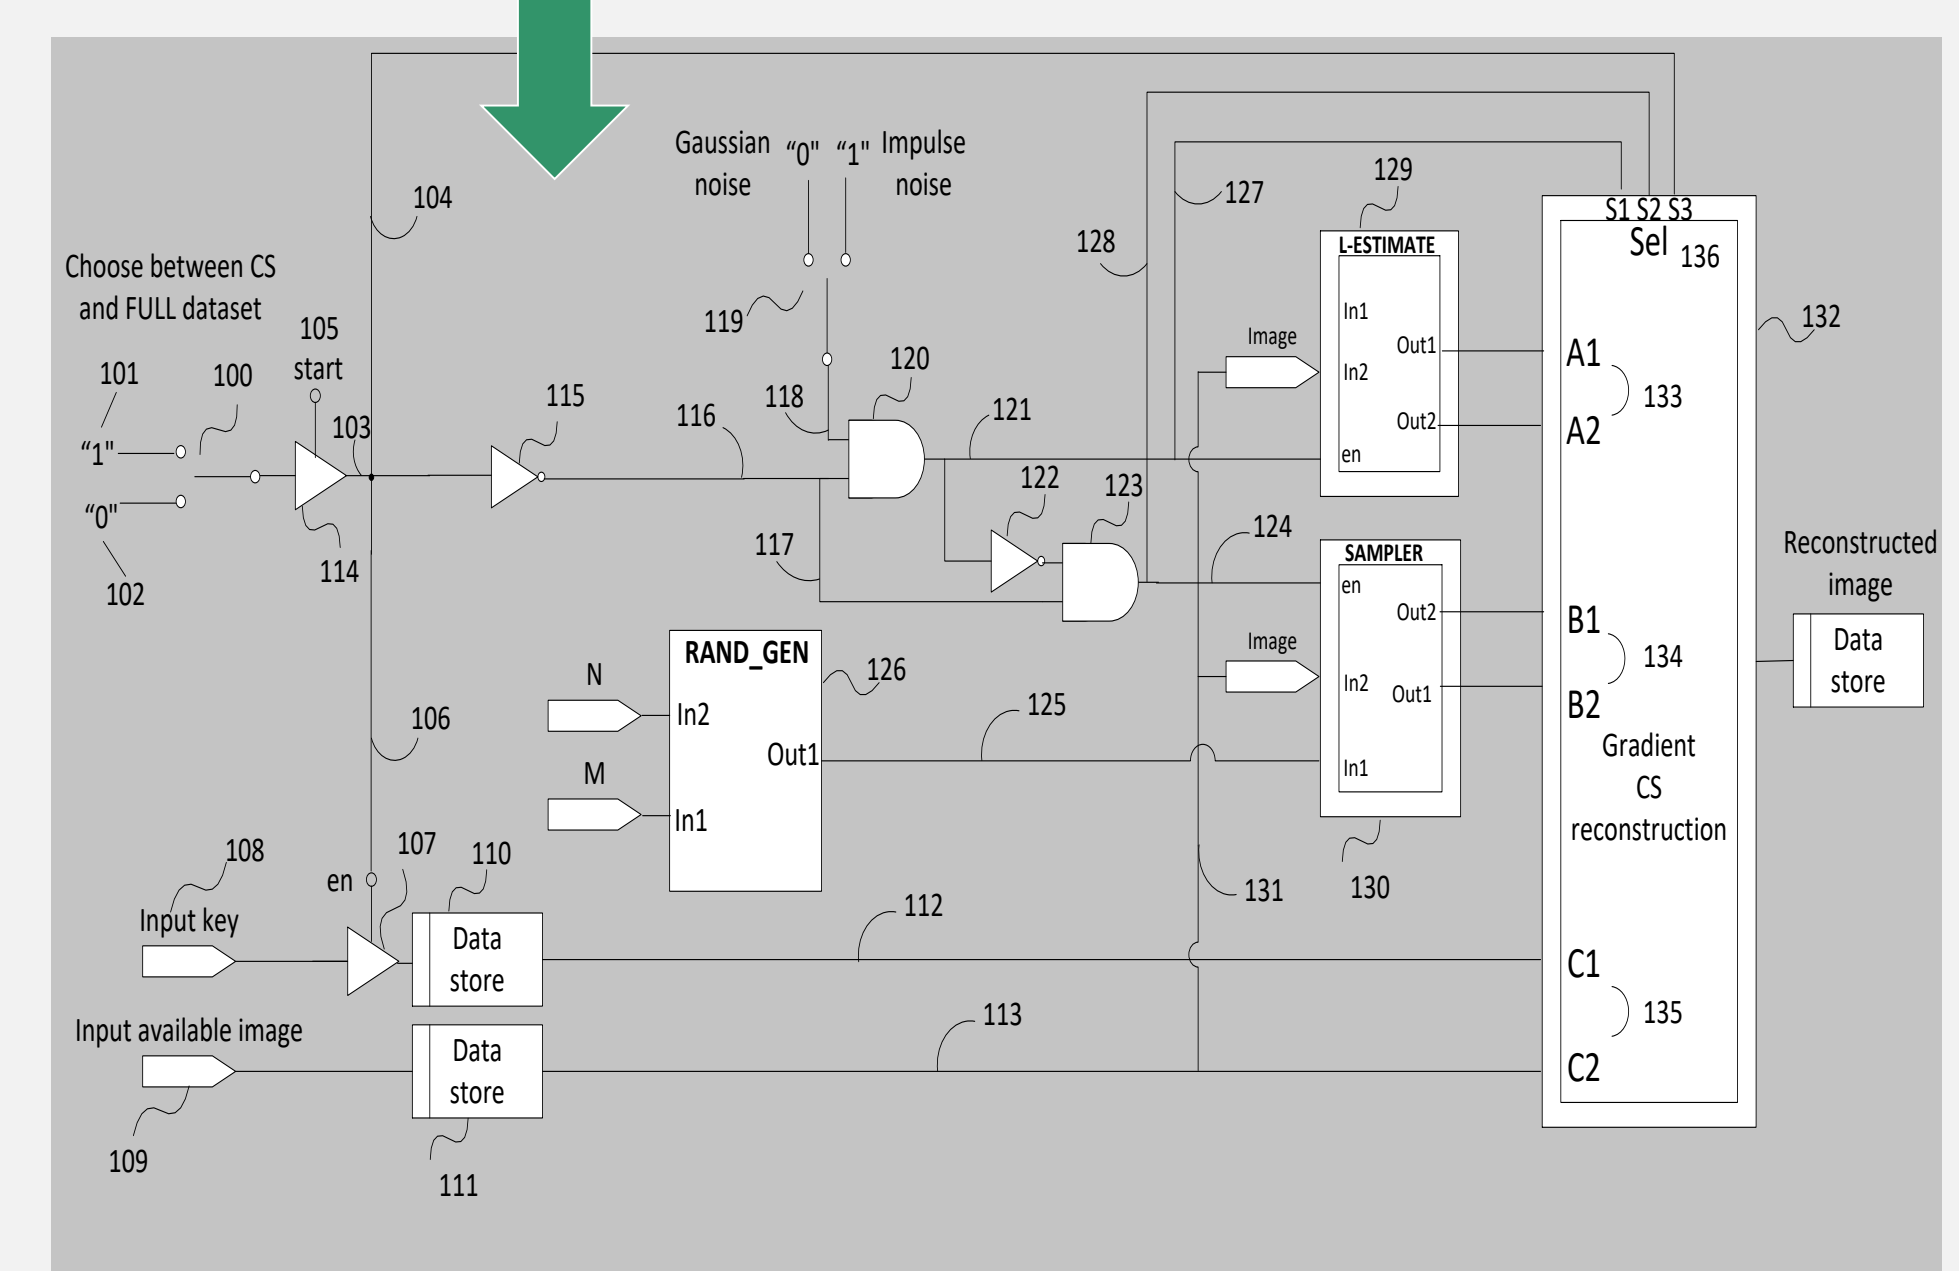 Gaussian
noise
“0"
“1"
Impulse
noise
104
127
129
128
119
Choose between CS
and FULL dataset
105
start
101
100
“1"
“0"
102
103
114
115
116
117
118
120
121
122
123
124
L-ESTIMATE
In1
In2
Out1
Out2
en
Image
S1 S2 S3
Sel
136
132
A1
133
A2
SAMPLER
en
Out2
In2
Out1
In1
Image
B1
134
B2
Gradient
CS
reconstruction
Reconstructed
image
Data
store
RAND_GEN
In2
Out1
In1
N
M
126
125
106
130
131
108
107
110
en
Input key
Data
store
112
C1
135
C2
Input available image
Data
store
113
109
111